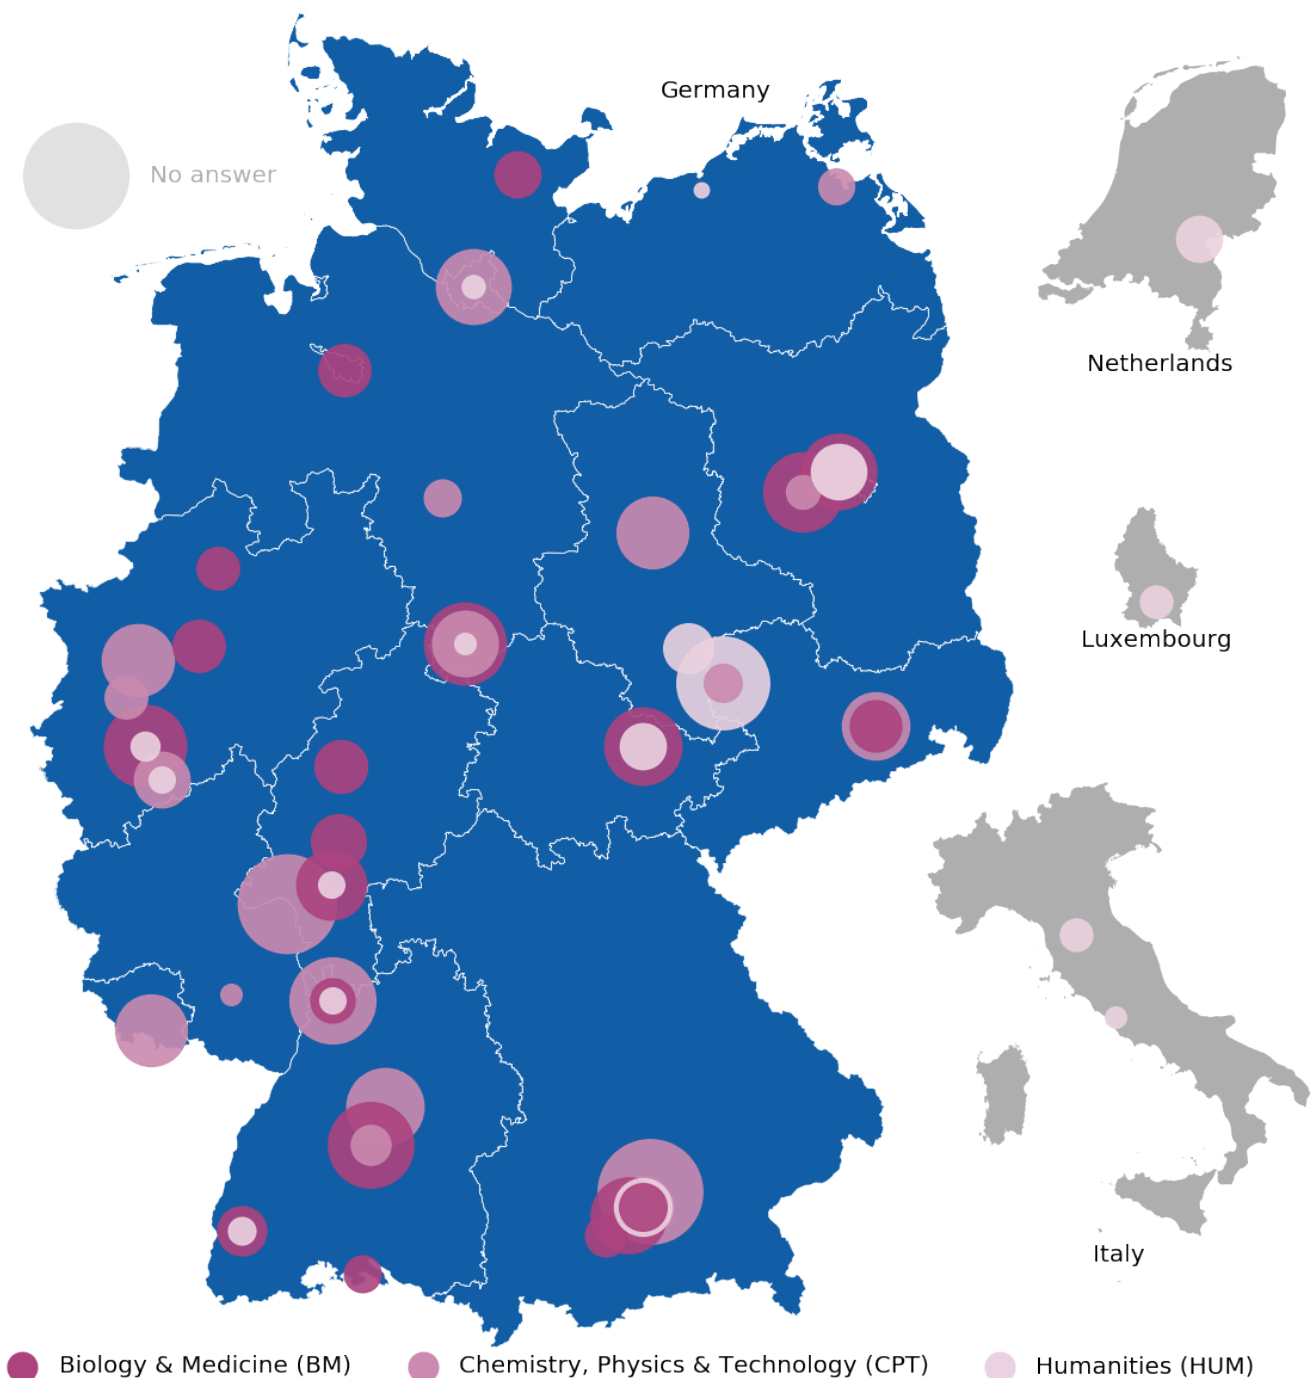 Germany
No answer
Netherlands
Luxembourg
Italy
Biology & Medicine (BM)
Chemistry, Physics & Technology (CPT)
Humanities (HUM)